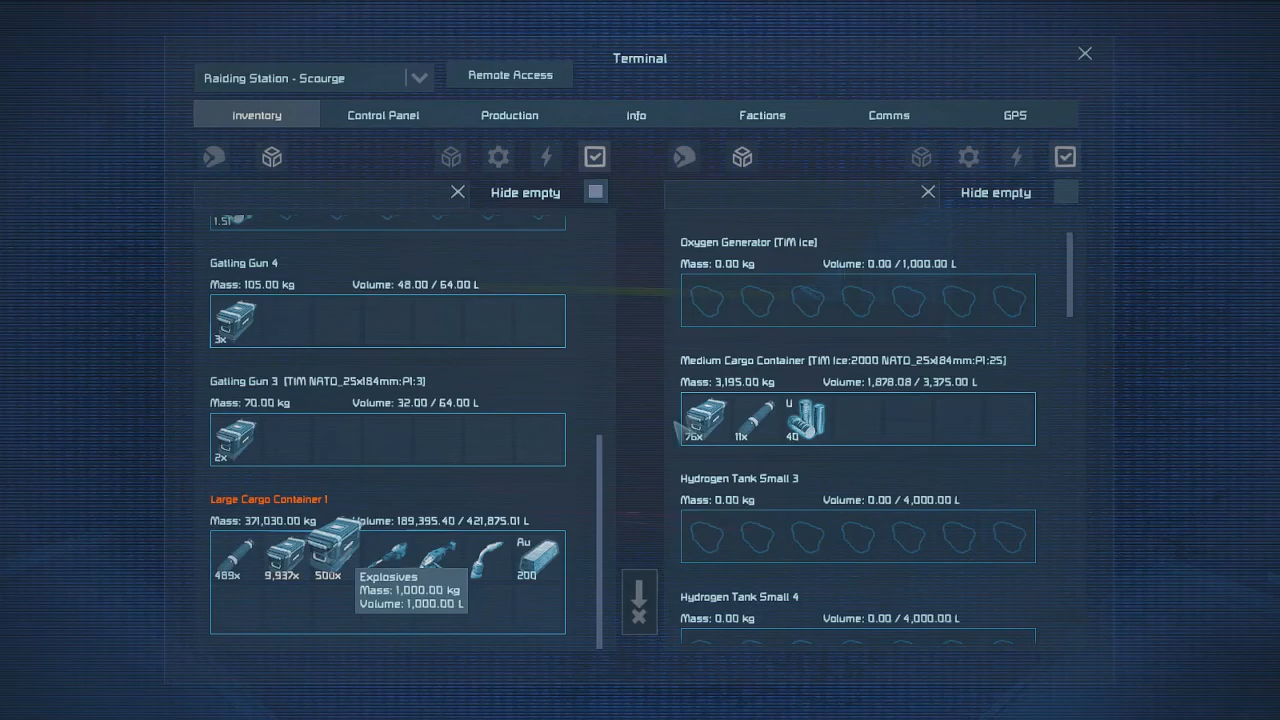 Terminal
Raiding Station - Scourge
Remote Access
Inventory
Control Panel
Production
Info
Factions
Comms
GPS
Hide empty
1.51
Gatling Gun 4
Mass: 105.00 kg Volume: 48.00 / 64.00 L
3x
Gatling Gun 3 [TIM NATO_25x184mm:P1:3]
Mass: 70.00 kg Volume: 32.00 / 64.00 L
2x
Large Cargo Container 1
Mass: 371,030.00 kg Volume: 189,395.40 / 421,875.01 L
Au
489x 9,937x 500x 200
Explosives
Mass: 1,000.00 kg
Volume: 1,000.00 L
Hide empty
Oxygen Generator [TIM Ice]
Mass: 0.00 kg Volume: 0.00 / 1,000.00 L
Medium Cargo Container [TIM Ice:2000 NATO_25x184mm:P1:25]
Mass: 3,195.00 kg Volume: 1,878.08 / 3,375.00 L
U
76x 11x 40
Hydrogen Tank Small 3
Mass: 0.00 kg Volume: 0.00 / 4,000.00 L
Hydrogen Tank Small 4
Mass: 0.00 kg Volume: 0.00 / 4,000.00 L